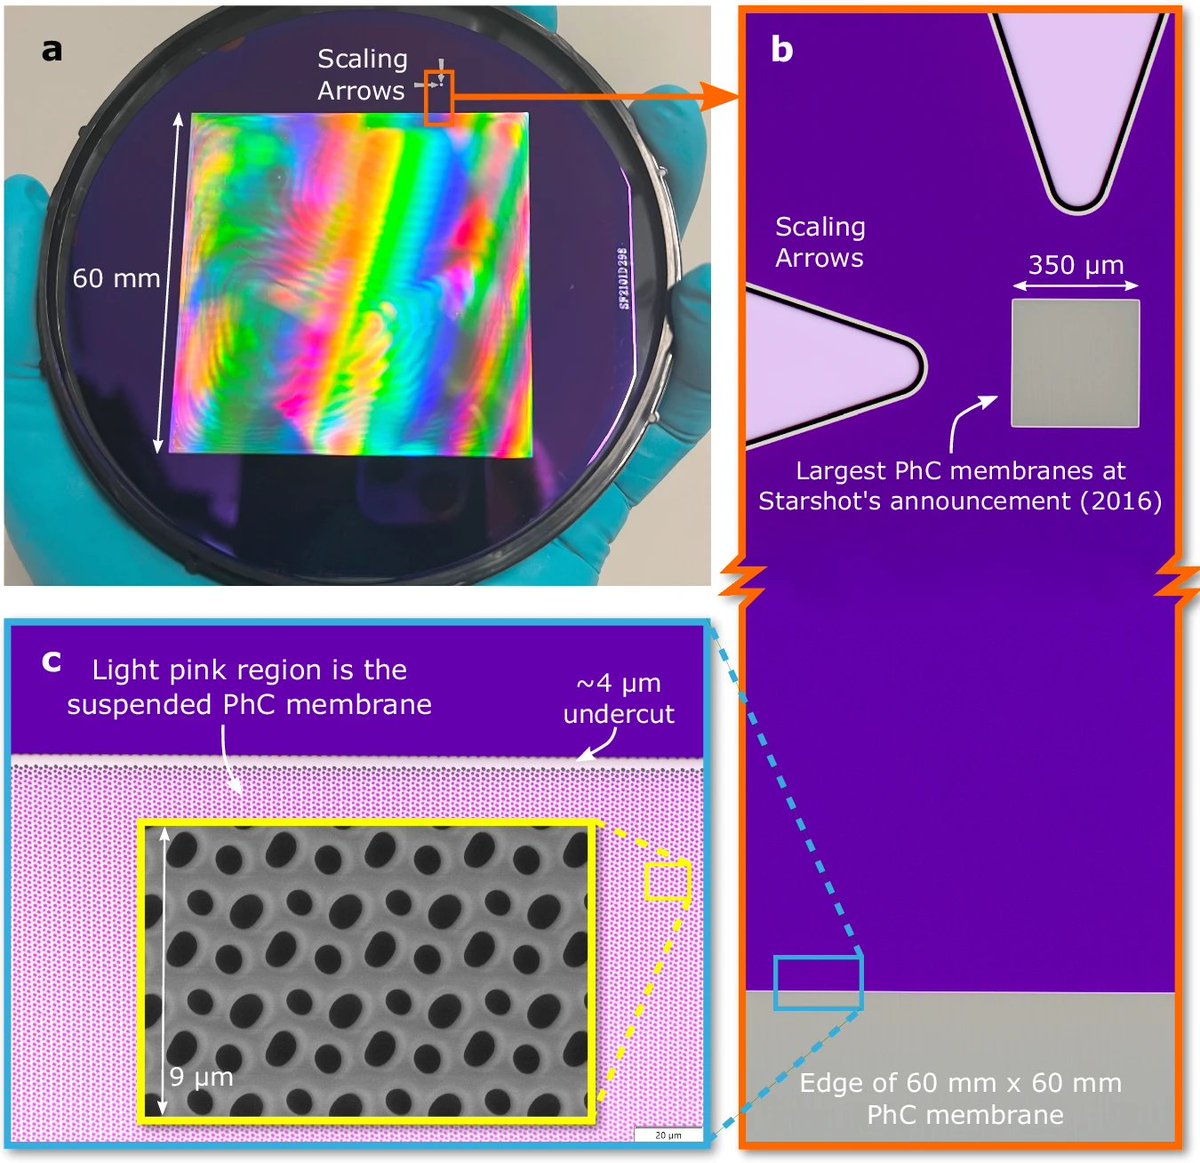 a
Scaling
Arrows
60 mm
SF2101D298
b
Scaling
Arrows
350 µm
Largest PhC membranes at
Starshot's announcement (2016)
c
Light pink region is the
suspended PhC membrane
~4 µm
undercut
9 µm
20 µm
Edge of 60 mm x 60 mm
PhC membrane